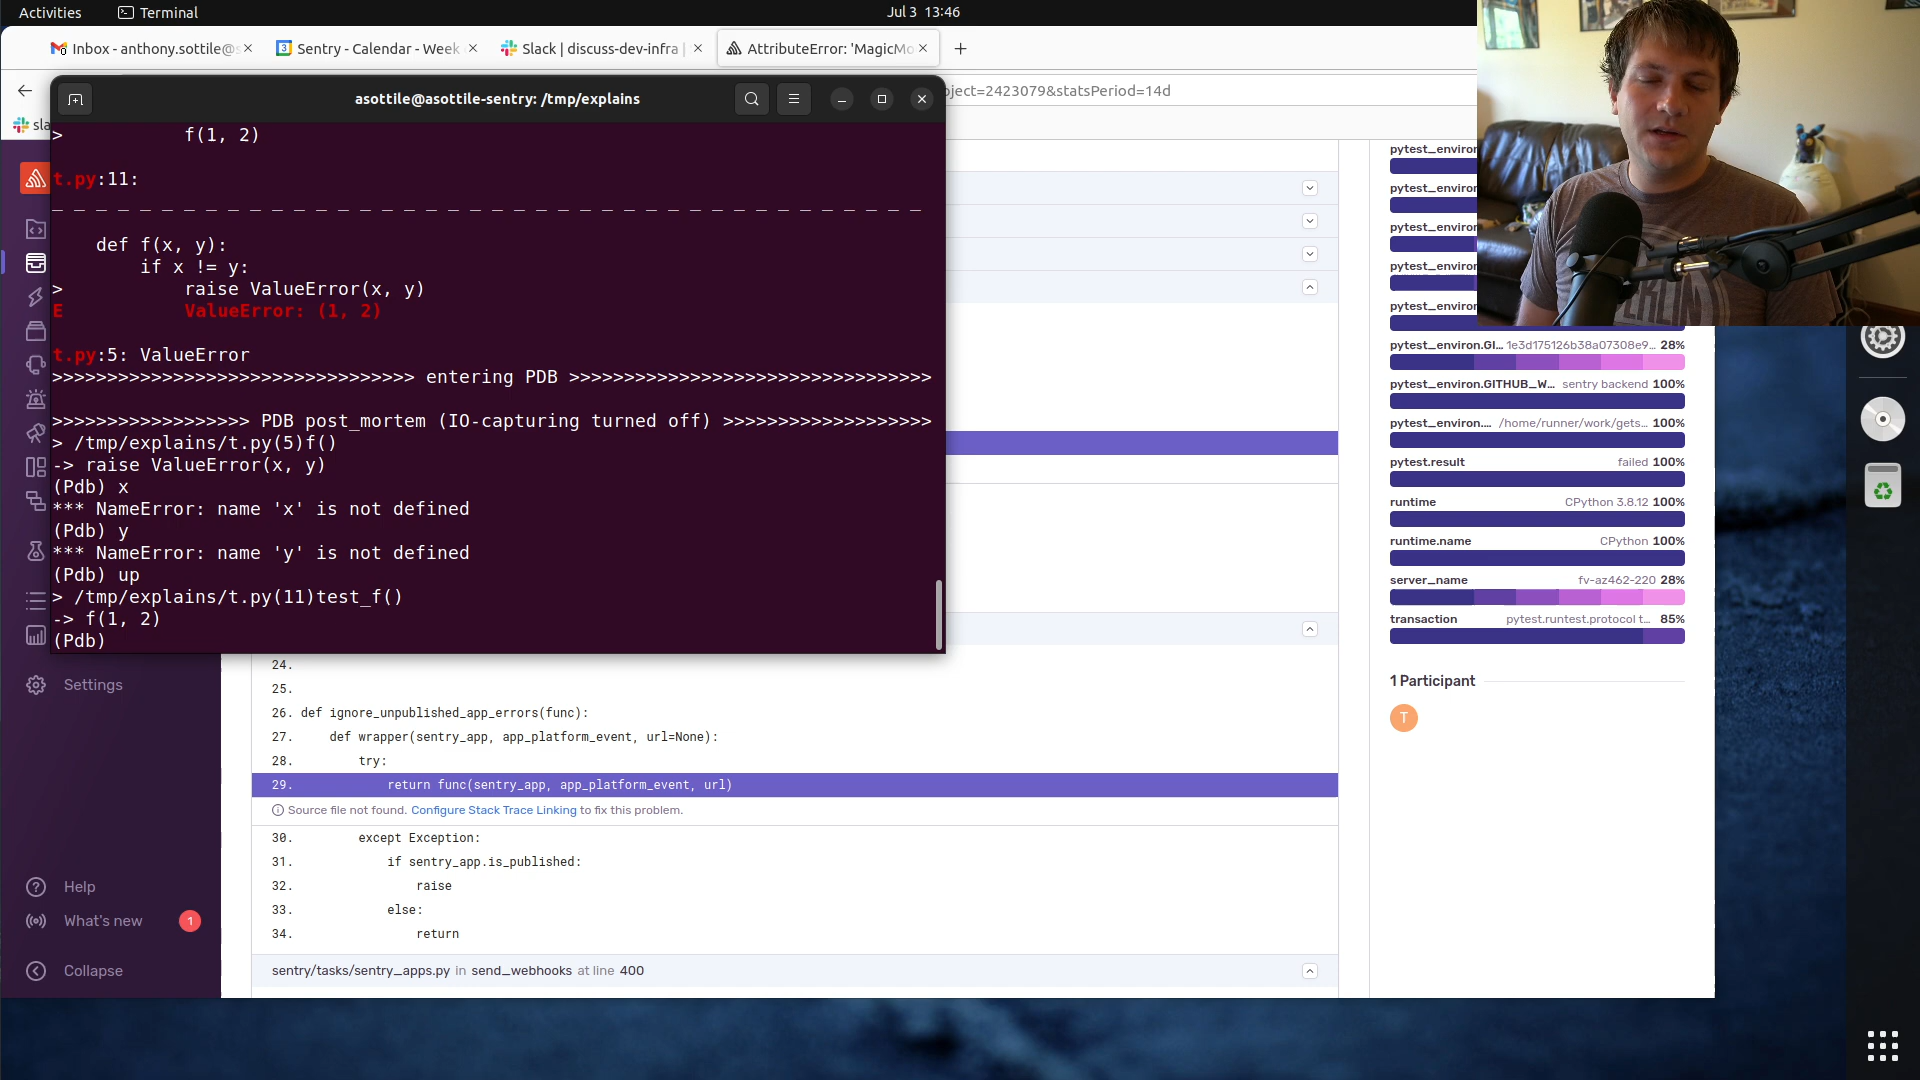 Activities
Terminal
Jul 3 13:46
Inbox - anthony.sottile@s
Sentry - Calendar - Week
Slack | discuss-dev-infra |
AttributeError: 'MagicMo
asottile@asottile-sentry: /tmp/explains
oject=2423079&statsPeriod=14d
sla
> f(1, 2)
t.py:11:
_ _ _ _ _ _ _ _ _ _ _ _ _ _ _ _ _ _ _ _ _ _ _ _ _ _ _ _ _ _ _ _ _ _ _ _ _ _ _ _
def f(x, y):
if x != y:
> raise ValueError(x, y)
E ValueError: (1, 2)
t.py:5: ValueError
>>>>>>>>>>>>>>>>>>>>>>>>>>>>>>>>> entering PDB >>>>>>>>>>>>>>>>>>>>>>>>>>>>>>>>>
>>>>>>>>>>>>>>>>>> PDB post_mortem (IO-capturing turned off) >>>>>>>>>>>>>>>>>>>
> /tmp/explains/t.py(5)f()
-> raise ValueError(x, y)
(Pdb) x
*** NameError: name 'x' is not defined
(Pdb) y
*** NameError: name 'y' is not defined
(Pdb) up
> /tmp/explains/t.py(11)test_f()
-> f(1, 2)
(Pdb)
Settings
Help
What's new
1
Collapse
24.
25.
26. def ignore_unpublished_app_errors(func):
27. def wrapper(sentry_app, app_platform_event, url=None):
28. try:
29. return func(sentry_app, app_platform_event, url)
Source file not found. Configure Stack Trace Linking to fix this problem.
30. except Exception:
31. if sentry_app.is_published:
32. raise
33. else:
34. return
sentry/tasks/sentry_apps.py in send_webhooks at line 400
pytest_environ
pytest_environ
pytest_environ
pytest_environ
pytest_environ
pytest_environ.GI... 1e3d175126b38a07308e9... 28%
pytest_environ.GITHUB_W... sentry backend 100%
pytest_environ.... /home/runner/work/gets... 100%
pytest.result failed 100%
runtime CPython 3.8.12 100%
runtime.name CPython 100%
server_name fv-az462-220 28%
transaction pytest.runtest.protocol t... 85%
1 Participant
T